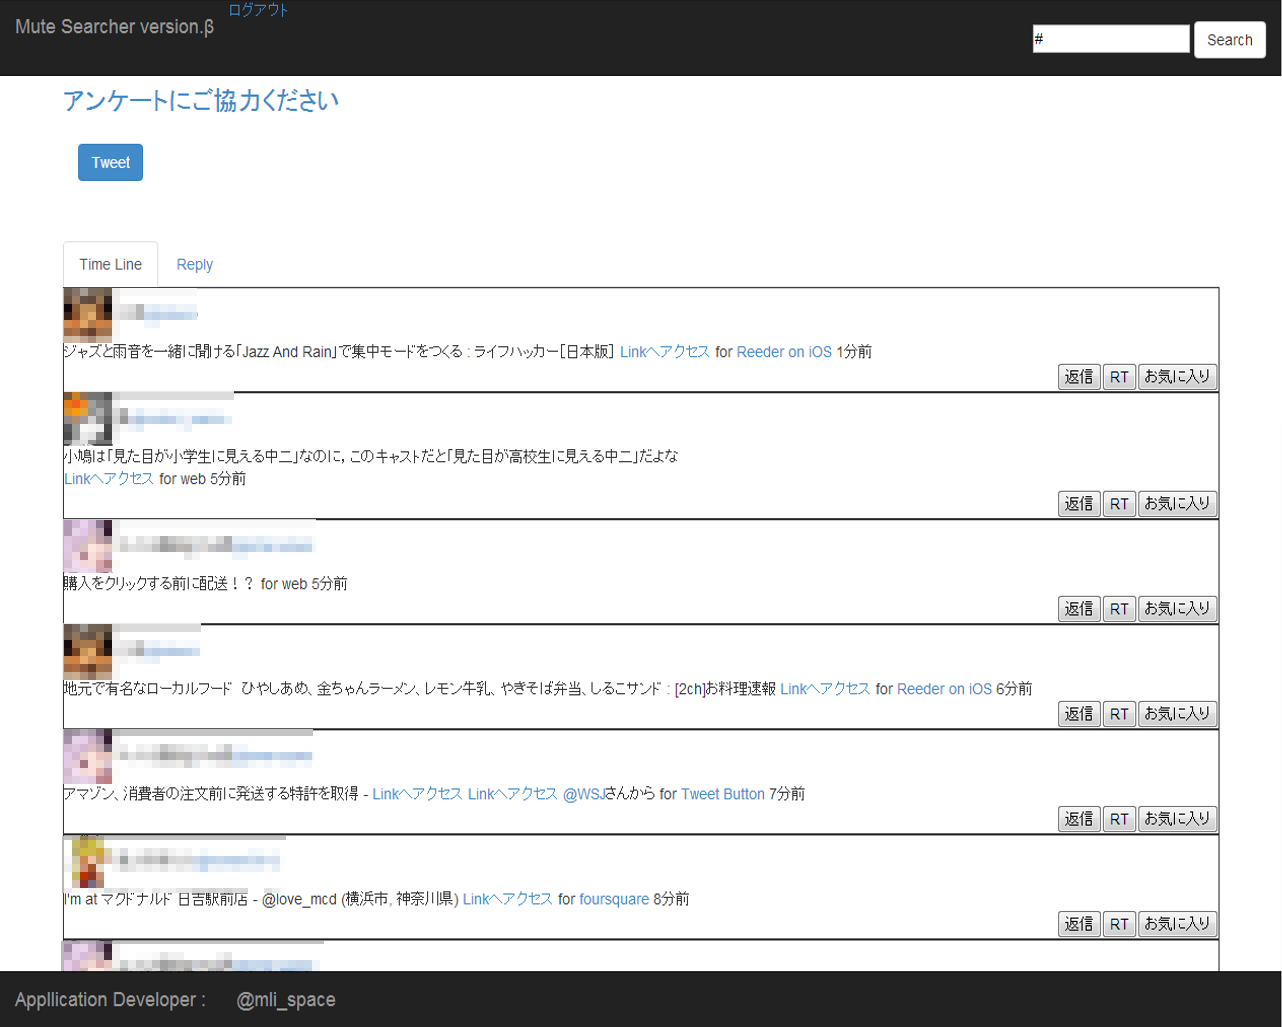 Mute Searcher version.β
ログアウト
#
Search
アンケートにご協力ください
Tweet
Time Line
Reply
ジャズと雨音を一緒に聞ける「Jazz And Rain」で集中モードをつくる : ライフハッカー[日本版] Linkへアクセス for Reeder on iOS 1分前
返信 RT お気に入り
小鳩は「見た目が小学生に見える中二」なのに, このキャストだと「見た目が高校生に見える中二」だよな
Linkへアクセス for web 5分前
返信 RT お気に入り
購入をクリックする前に配送！？ for web 5分前
返信 RT お気に入り
地元で有名なローカルフード ひやしあめ、金ちゃんラーメン、レモン牛乳、やきそば弁当、しるこサンド : [2ch]お料理速報 Linkへアクセス for Reeder on iOS 6分前
返信 RT お気に入り
アマゾン、消費者の注文前に発送する特許を取得 - Linkへアクセス Linkへアクセス @WSJさんから for Tweet Button 7分前
返信 RT お気に入り
I'm at マクドナルド 日吉駅前店 - @love_mcd (横浜市, 神奈川県) Linkへアクセス for foursquare 8分前
返信 RT お気に入り
Appllication Developer : @mli_space